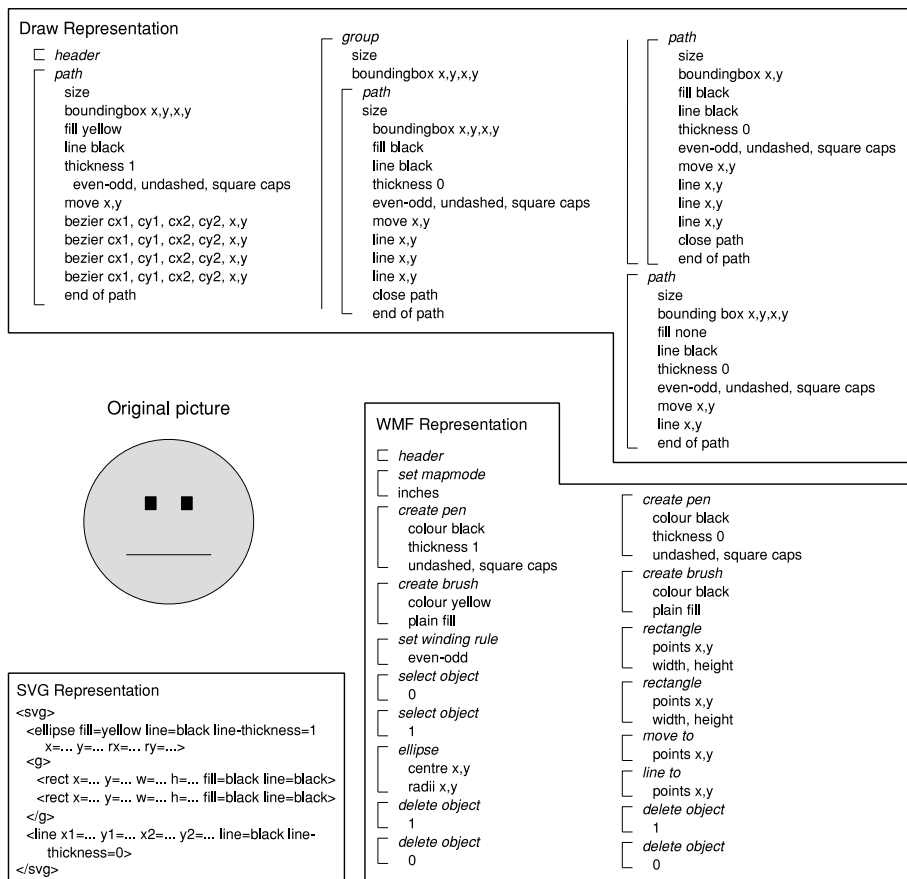 Draw Representation
header
path
size
boundingbox x,y,x,y
fill yellow
line black
thickness 1
even-odd, undashed, square caps
move x,y
bezier cx1, cy1, cx2, cy2, x,y
bezier cx1, cy1, cx2, cy2, x,y
bezier cx1, cy1, cx2, cy2, x,y
bezier cx1, cy1, cx2, cy2, x,y
end of path
group
size
boundingbox x,y,x,y
path
size
boundingbox x,y,x,y
fill black
line black
thickness 0
even-odd, undashed, square caps
move x,y
line x,y
line x,y
line x,y
close path
end of path
path
size
boundingbox x,y
fill black
line black
thickness 0
even-odd, undashed, square caps
move x,y
line x,y
line x,y
line x,y
close path
end of path
path
size
bounding box x,y,x,y
fill none
line black
thickness 0
even-odd, undashed, square caps
move x,y
line x,y
end of path
Original picture
SVG Representation
<svg>
<ellipse fill=yellow line=black line-thickness=1
x=... y=... rx=... ry=...>
<g>
<rect x=... y=... w=... h=... fill=black line=black>
<rect x=... y=... w=... h=... fill=black line=black>
</g>
<line x1=... y1=... x2=... y2=... line=black line-
thickness=0>
</svg>
WMF Representation
header
set mapmode
inches
create pen
colour black
thickness 1
undashed, square caps
create brush
colour yellow
plain fill
set winding rule
even-odd
select object
0
select object
1
ellipse
centre x,y
radii x,y
delete object
1
delete object
0
create pen
colour black
thickness 0
undashed, square caps
create brush
colour black
plain fill
rectangle
points x,y
width, height
rectangle
points x,y
width, height
move to
points x,y
line to
points x,y
delete object
1
delete object
0